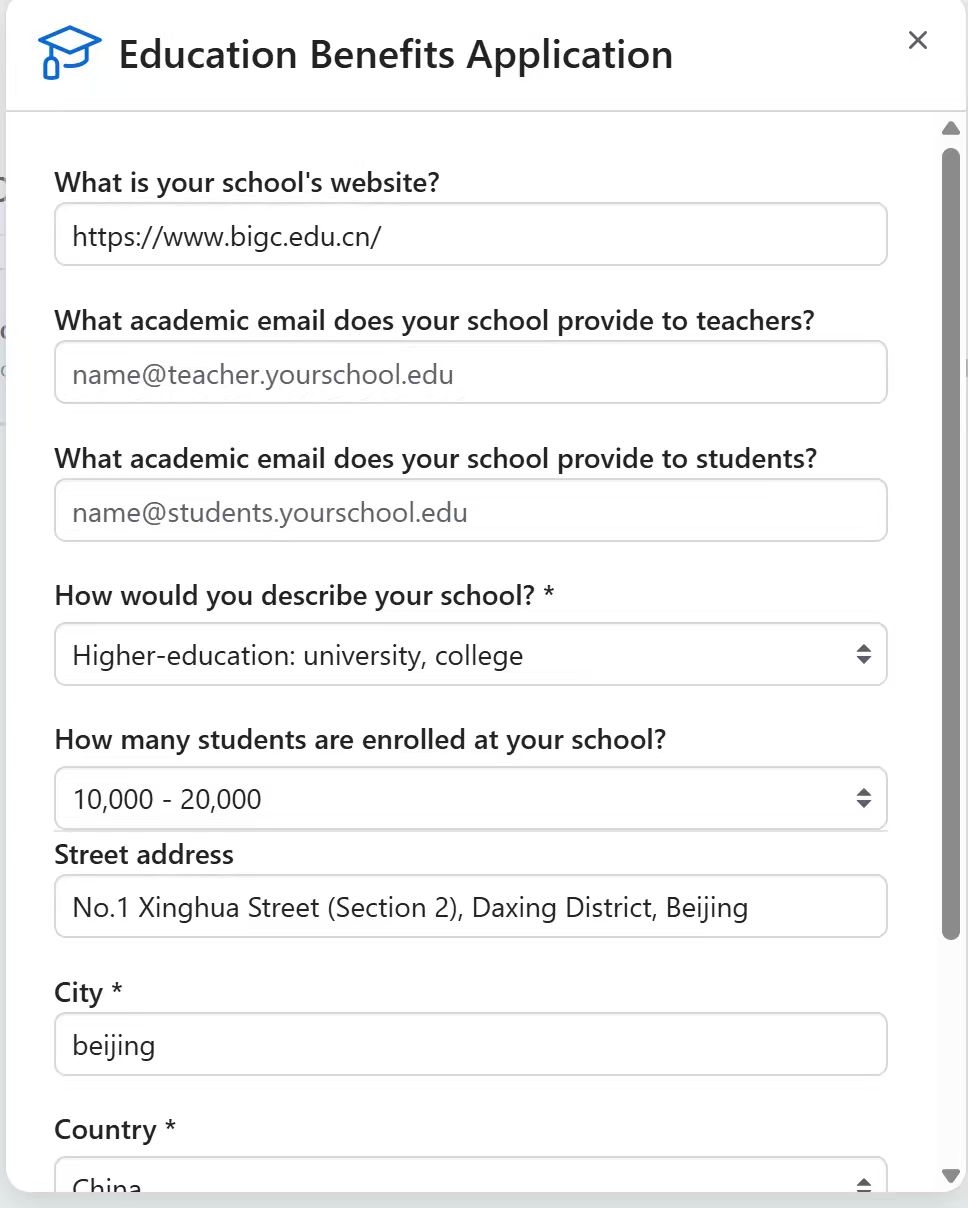 Education Benefits Application
What is your school's website?
https://www.bigc.edu.cn/
What academic email does your school provide to teachers?
name@teacher.yourschool.edu
What academic email does your school provide to students?
name@students.yourschool.edu
How would you describe your school? *
Higher-education: university, college
How many students are enrolled at your school?
10,000 - 20,000
Street address
No.1 Xinghua Street (Section 2), Daxing District, Beijing
City *
beijing
Country *
China